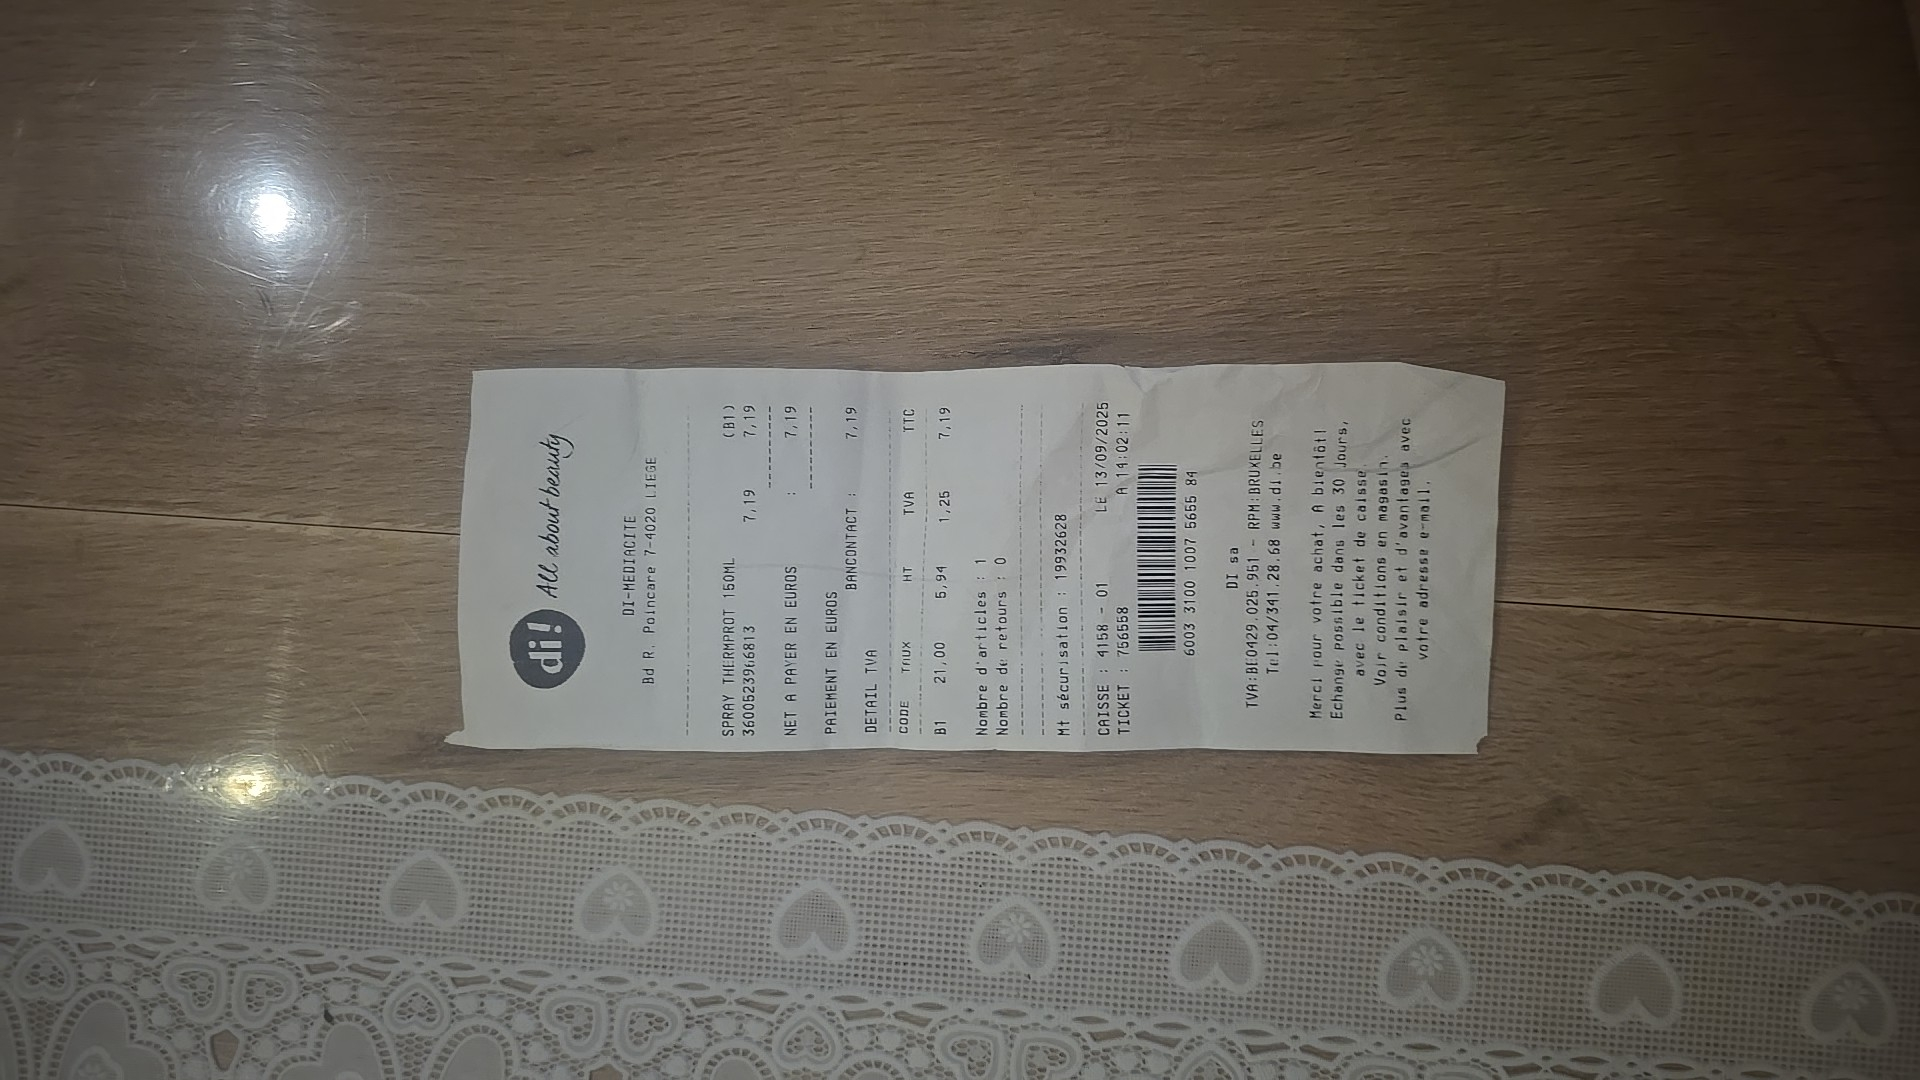 di! All about beauty
DI-MEDIACITE
Bd R. Poincare 7-4020 LIEGE
(B1)
SPRAY THERMPROT 150ML
3600523966813 7,19 7,19
NET A PAYER EN EUROS : 7,19
PAIEMENT EN EUROS
BANCONTACT : 7,19
DETAIL TVA
CODE TAUX HT TVA TTC
B1 21,00 5,94 1,25 7,19
Nombre d'articles : 1
Nombre de retours : 0
Mt sécurisation : 19932628
CAISSE : 4158 - 01 LE 13/09/2025
TICKET : 756558 A 14:02:11
6003 3100 1007 5655 84
DI sa
TVA:BE0429.025.951 - RPM:BRUXELLES
Tel:04/341.28.68 www.di.be
Merci pour votre achat, A bientôt!
Echange possible dans les 30 Jours,
avec le ticket de caisse.
Voir conditions en magasin.
Plus de plaisir et d'avantages avec
votre adresse e-mail.